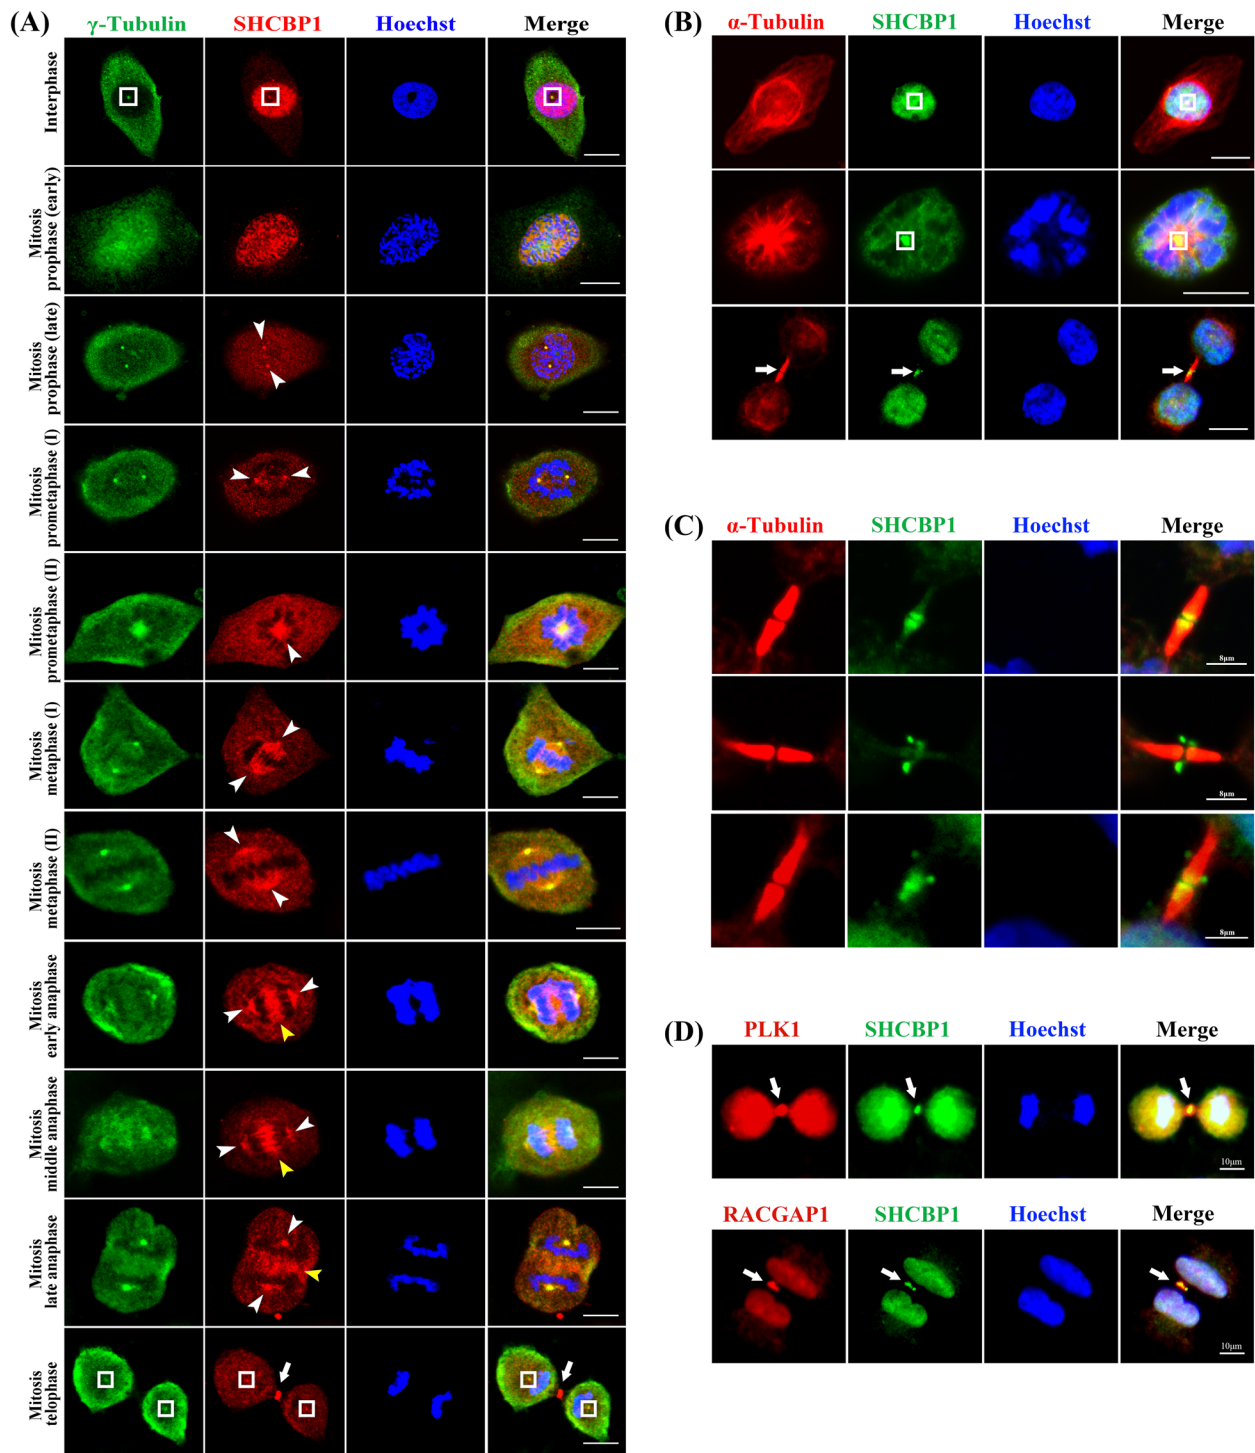 (A)
γ-Tubulin SHCBP1 Hoechst Merge
Interphase
Mitosis
prophase (early)
Mitosis
prophase (late)
Mitosis
prometaphase (I)
Mitosis
prometaphase (II)
Mitosis
metaphase (I)
Mitosis
metaphase (II)
Mitosis
early anaphase
Mitosis
middle anaphase
Mitosis
late anaphase
Mitosis
telophase
(B)
α-Tubulin SHCBP1 Hoechst Merge
(C)
α-Tubulin SHCBP1 Hoechst Merge
8μm
8μm
8μm
(D)
PLK1 SHCBP1 Hoechst Merge
10μm
RACGAP1 SHCBP1 Hoechst Merge
10μm